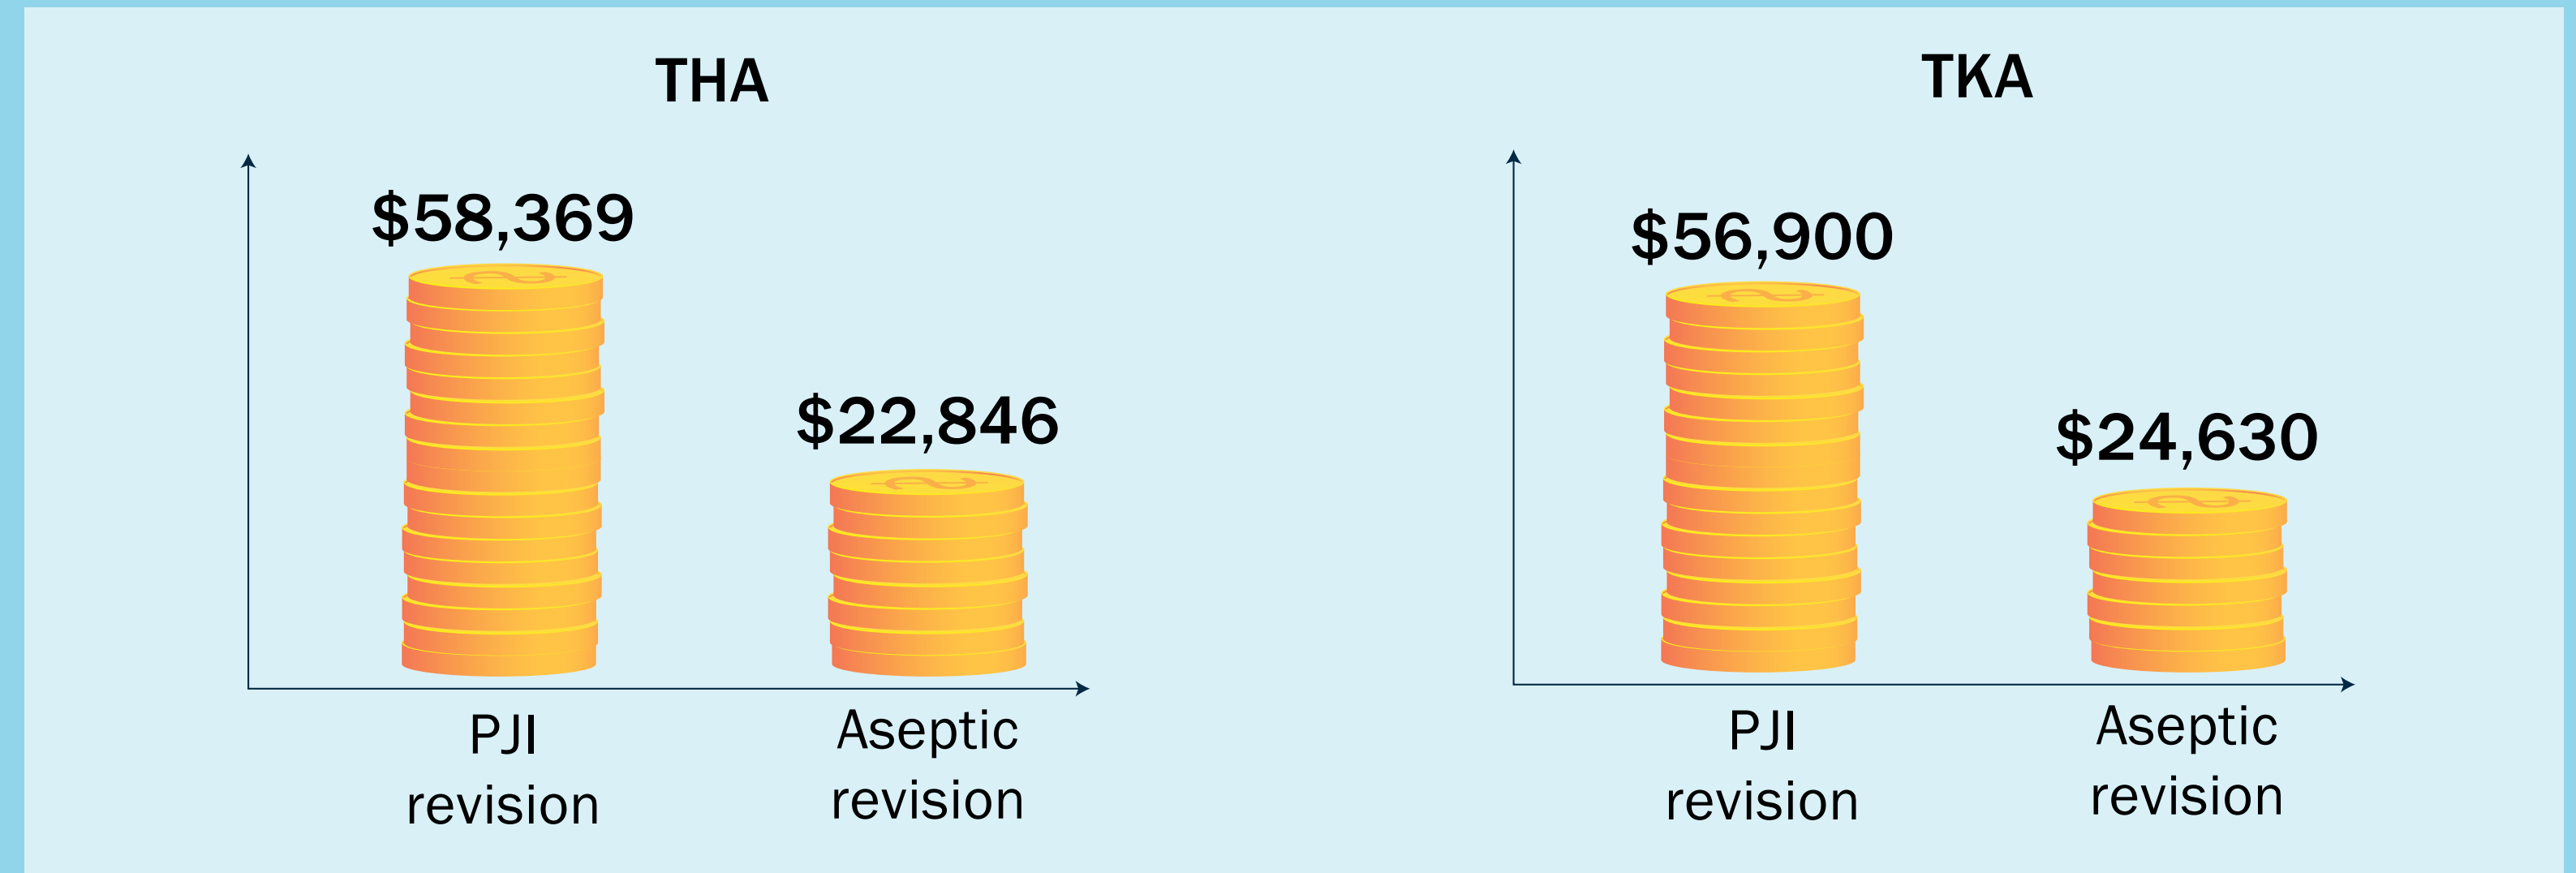 THA
$58,369
$22,846
PJI
revision
Aseptic
revision
TKA
$56,900
$24,630
PJI
revision
Aseptic
revision